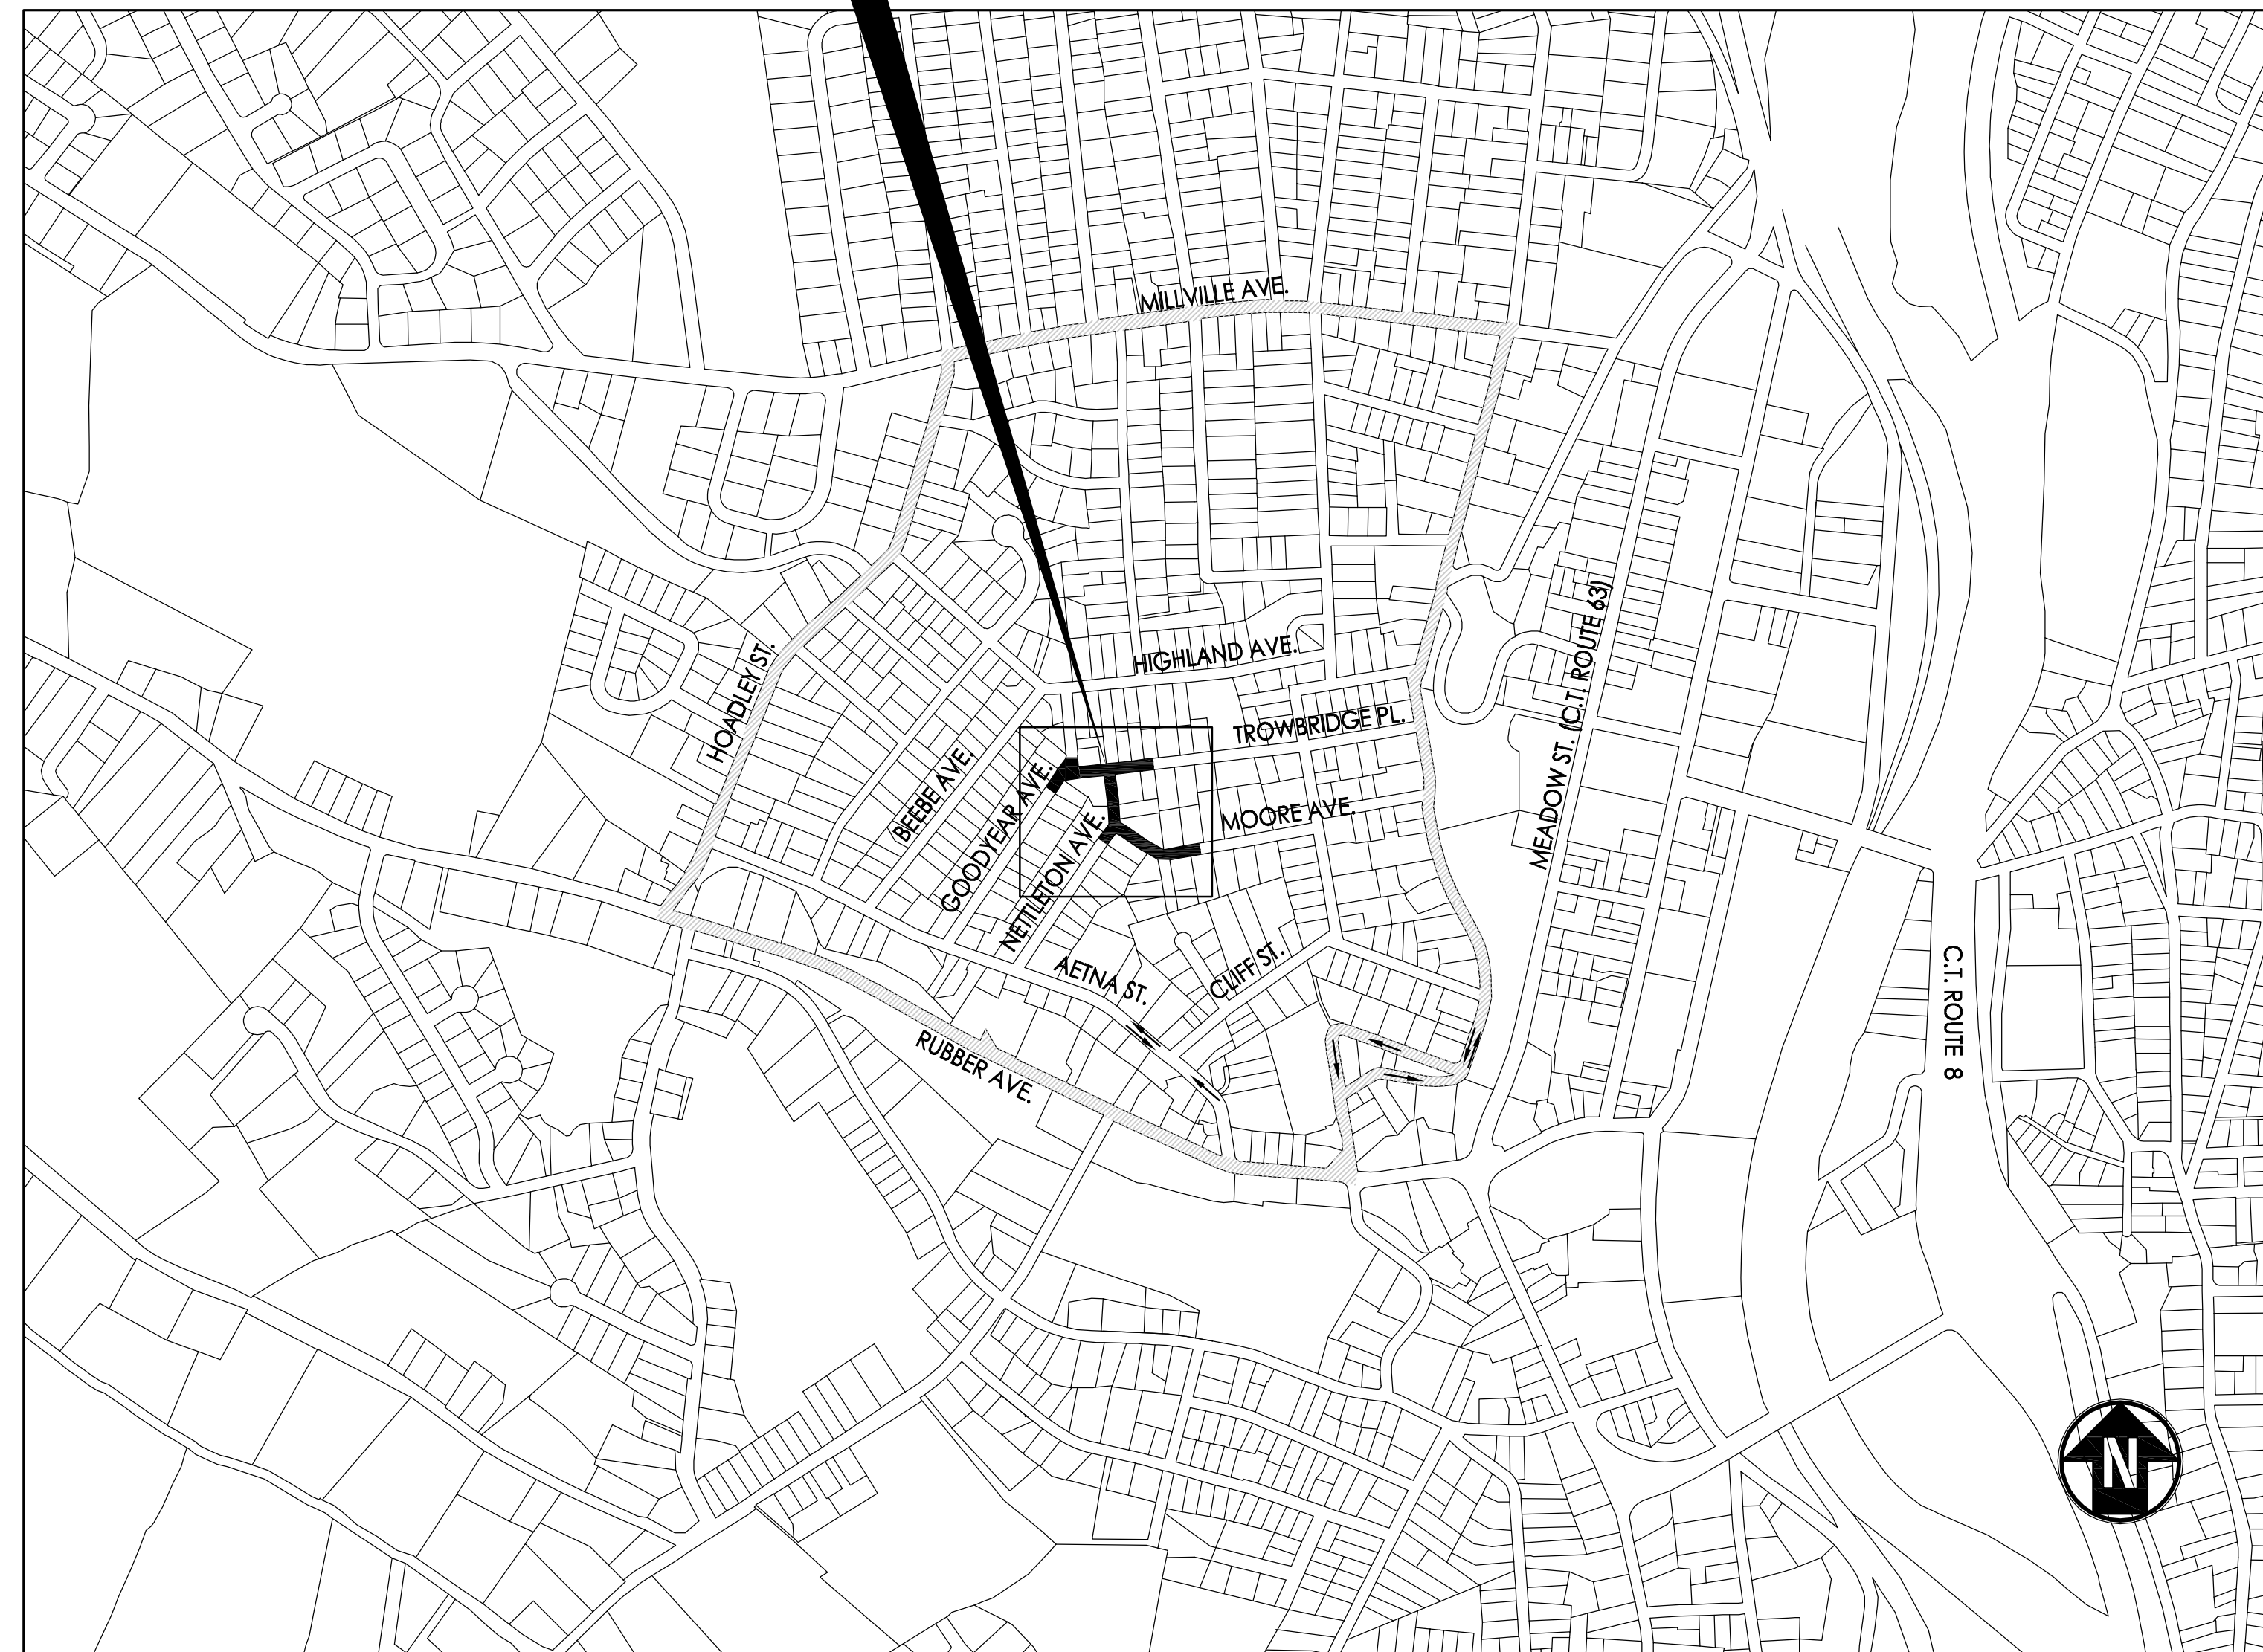 MILLVILLE AVE.
HIGHLAND AVE.
HOADLEY ST.
TROWBRIDGE PL.
MEADOW ST. (C.T. ROUTE 63)
BEEBE AVE.
GOODYEAR AVE.
NETTLETON AVE.
MOORE AVE.
AETNA ST.
CLIFF ST.
C.T. ROUTE 8
RUBBER AVE.
N